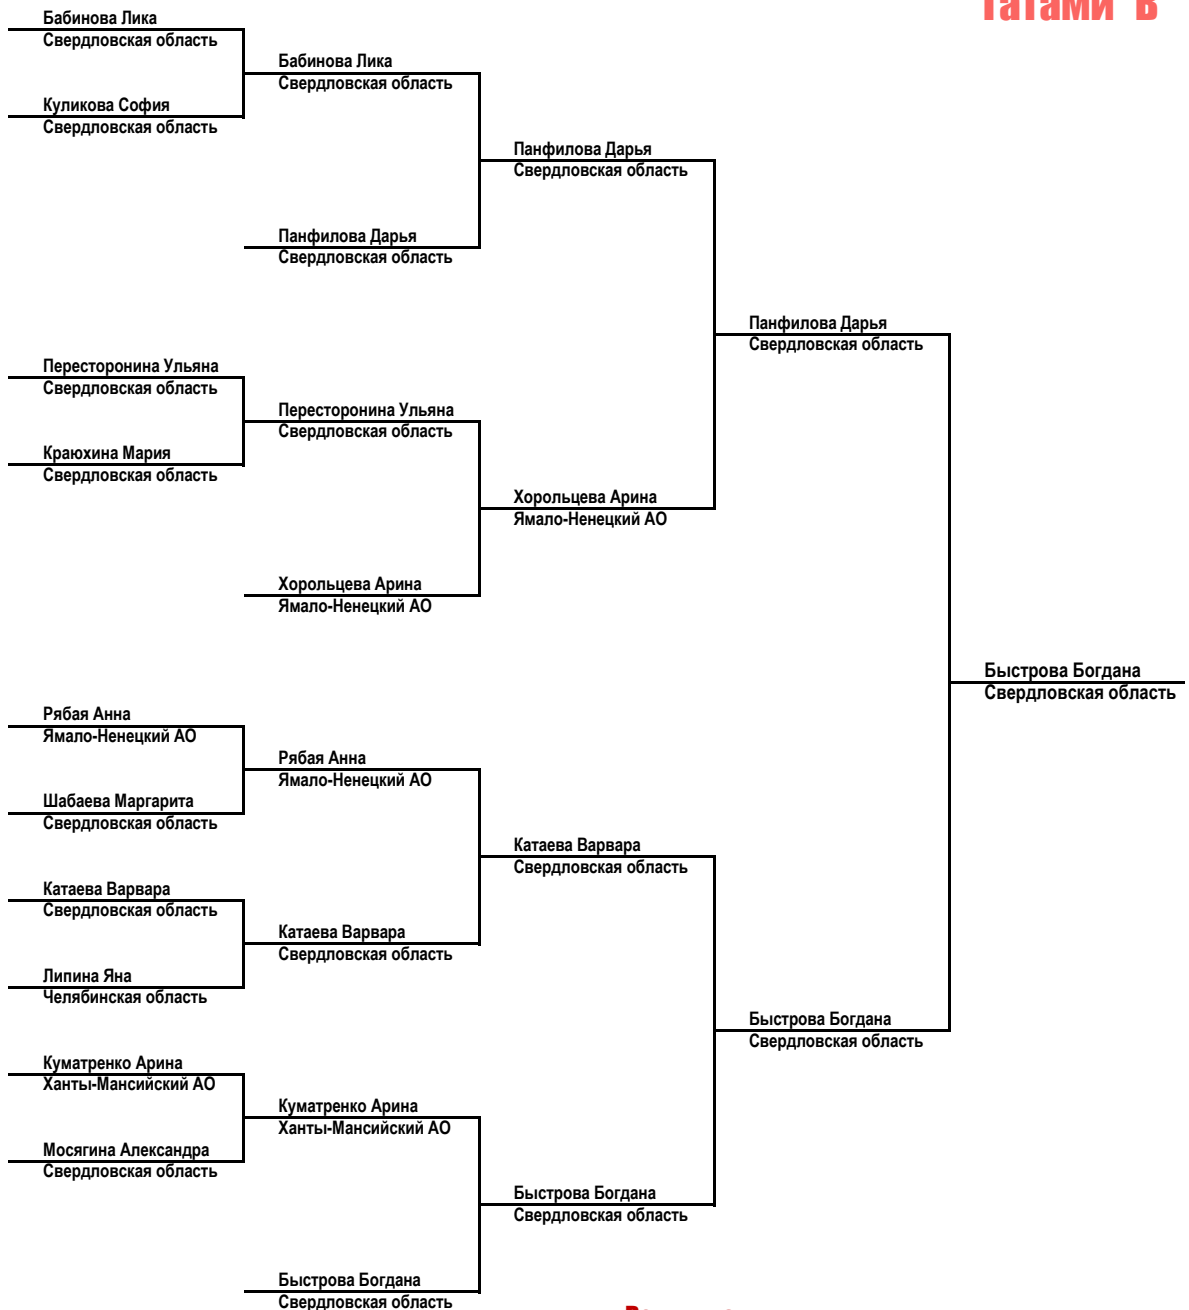 Татами В
Бабинова Лика
Свердловская область
Бабинова Лика
Свердловская область
Куликова София
Свердловская область
Панфилова Дарья
Свердловская область
Панфилова Дарья
Свердловская область
Панфилова Дарья
Свердловская область
Пересторонина Ульяна
Свердловская область
Пересторонина Ульяна
Свердловская область
Краюхина Мария
Свердловская область
Хорольцева Арина
Ямало-Ненецкий АО
Хорольцева Арина
Ямало-Ненецкий АО
Быстрова Богдана
Свердловская область
Рябая Анна
Ямало-Ненецкий АО
Рябая Анна
Ямало-Ненецкий АО
Шабаева Маргарита
Свердловская область
Катаева Варвара
Свердловская область
Катаева Варвара
Свердловская область
Катаева Варвара
Свердловская область
Липина Яна
Челябинская область
Быстрова Богдана
Свердловская область
Куматренко Арина
Ханты-Мансийский АО
Куматренко Арина
Ханты-Мансийский АО
Мосягина Александра
Свердловская область
Быстрова Богдана
Свердловская область
Быстрова Богдана
Свердловская область